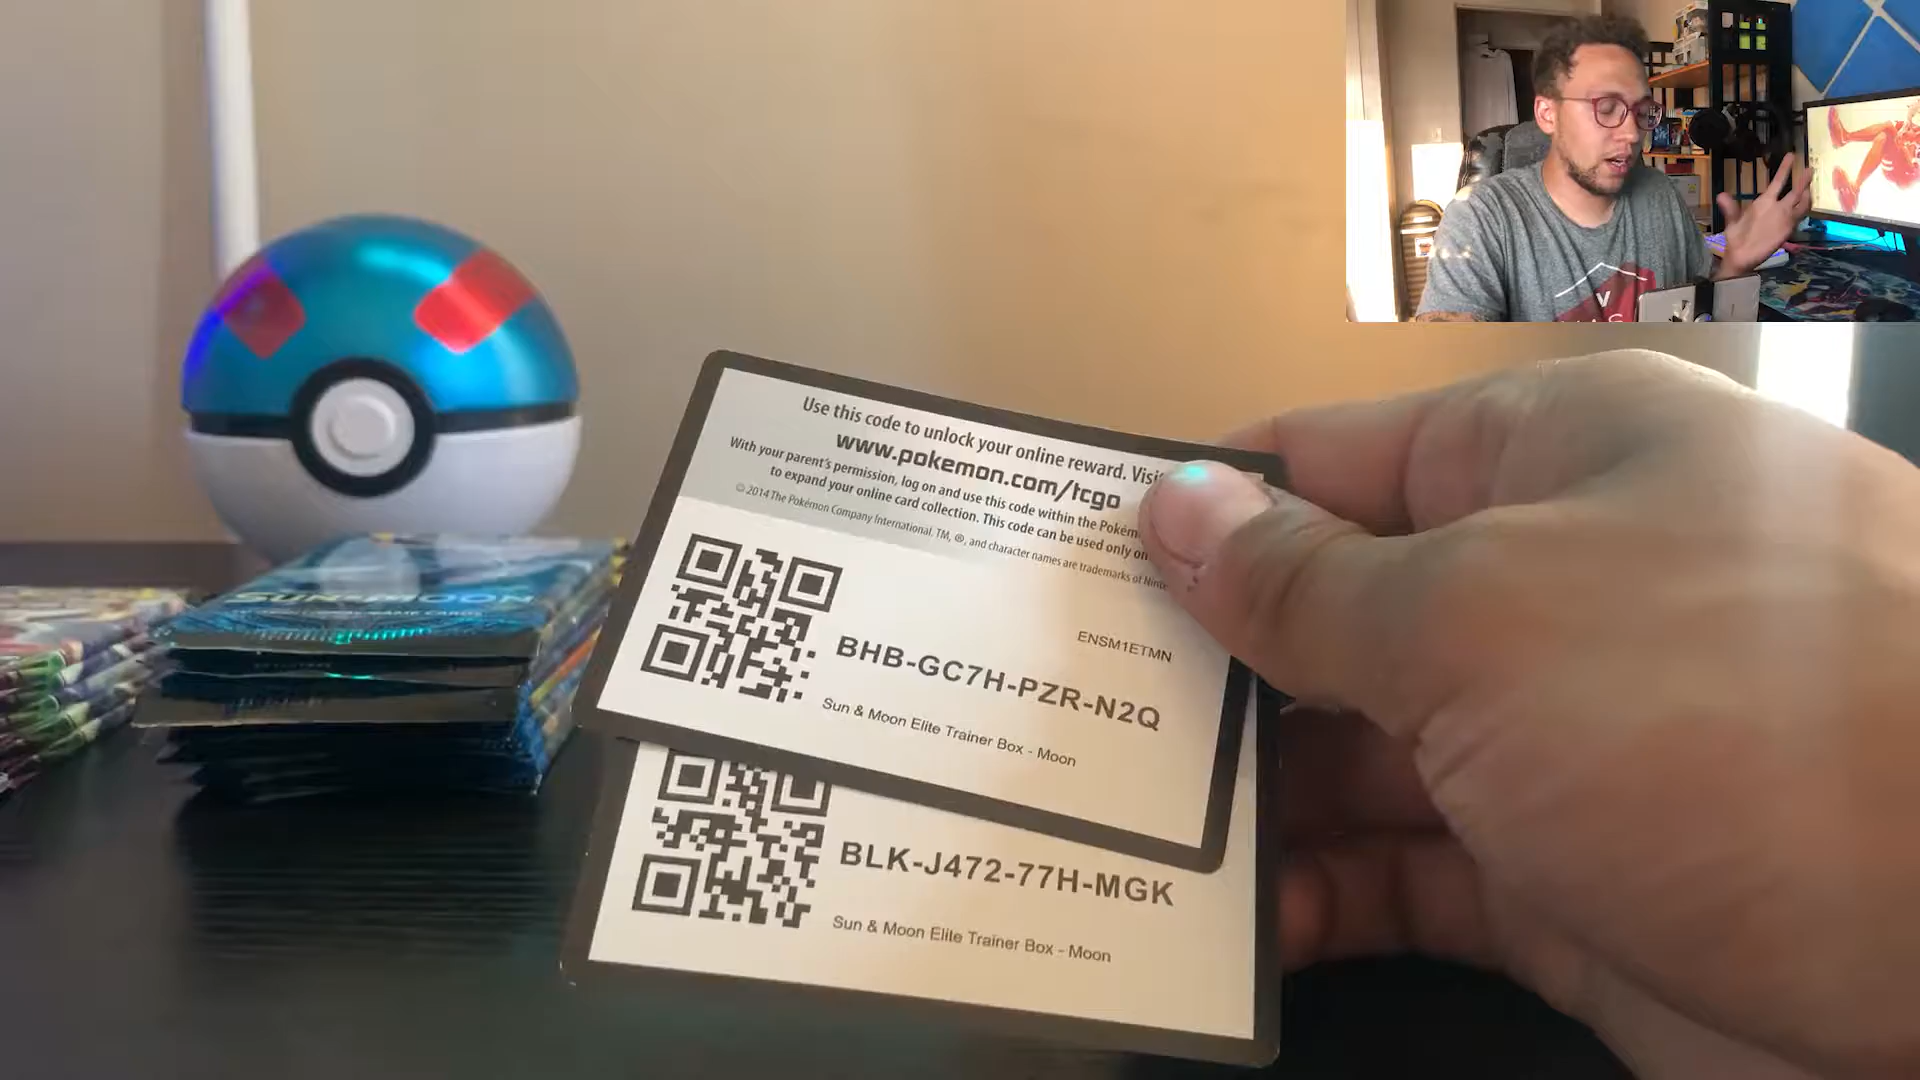 Use this code to unlock your online reward. Visit
www.pokemon.com/tcgo
With your parent's permission, log on and use this code within the Pokém
to expand your online card collection. This code can be used only on
© 2014 The Pokémon Company International. TM, ®, and character names are trademarks of Ninte
ENSM1ETMN
BHB-GC7H-PZR-N2Q
Sun & Moon Elite Trainer Box - Moon
BLK-J472-77H-MGK
Sun & Moon Elite Trainer Box - Moon
SUN & MOON
V